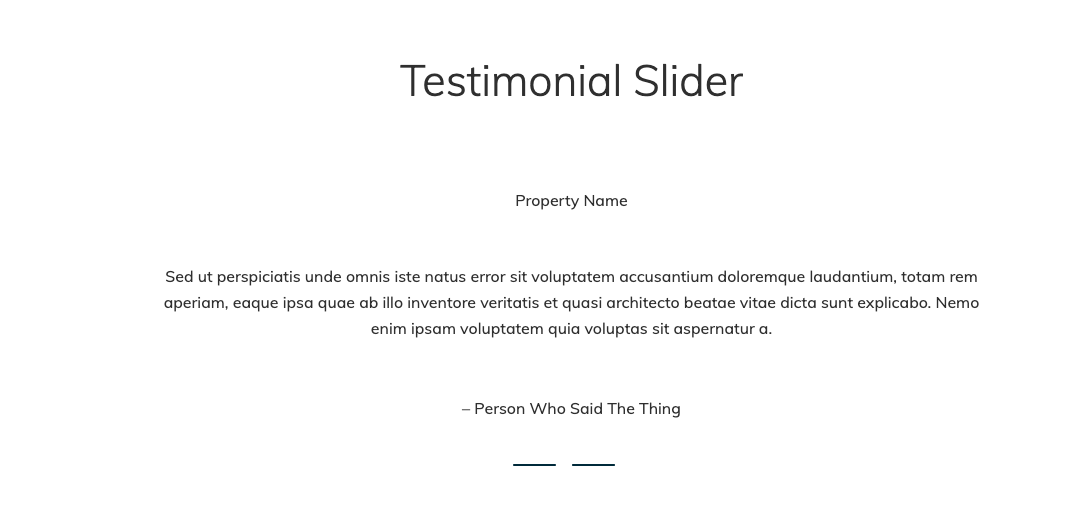 Testimonial Slider
Property Name
Sed ut perspiciatis unde omnis iste natus error sit voluptatem accusantium doloremque laudantium, totam rem
aperiam, eaque ipsa quae ab illo inventore veritatis et quasi architecto beatae vitae dicta sunt explicabo. Nemo
enim ipsam voluptatem quia voluptas sit aspernatur a.
– Person Who Said The Thing